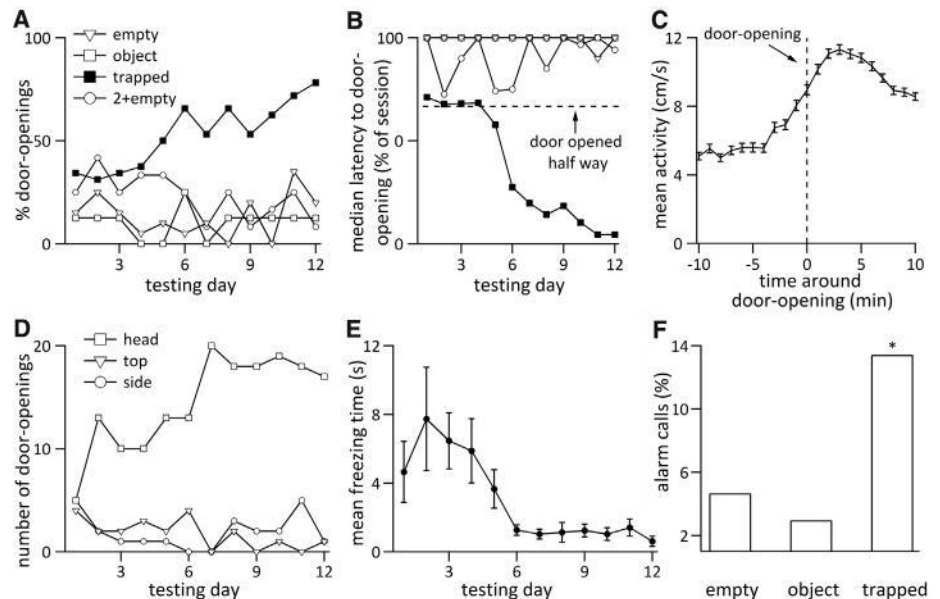 A
empty
object
trapped
2+empty
100
50
0
3
6
9
12
% door-openings
testing day
B
100
0
0
3
6
9
12
median latency to door-
opening (% of session)
door opened
half way
testing day
C
door-opening
12
8
4
0
-10
-5
0
5
10
mean activity (cm/s)
time around
door-opening (min)
D
head
top
side
20
10
0
3
6
9
12
number of door-openings
testing day
E
12
8
4
0
3
6
9
12
mean freezing time (s)
testing day
F
*
14
13
6
2
alarm calls (%)
empty
object
trapped